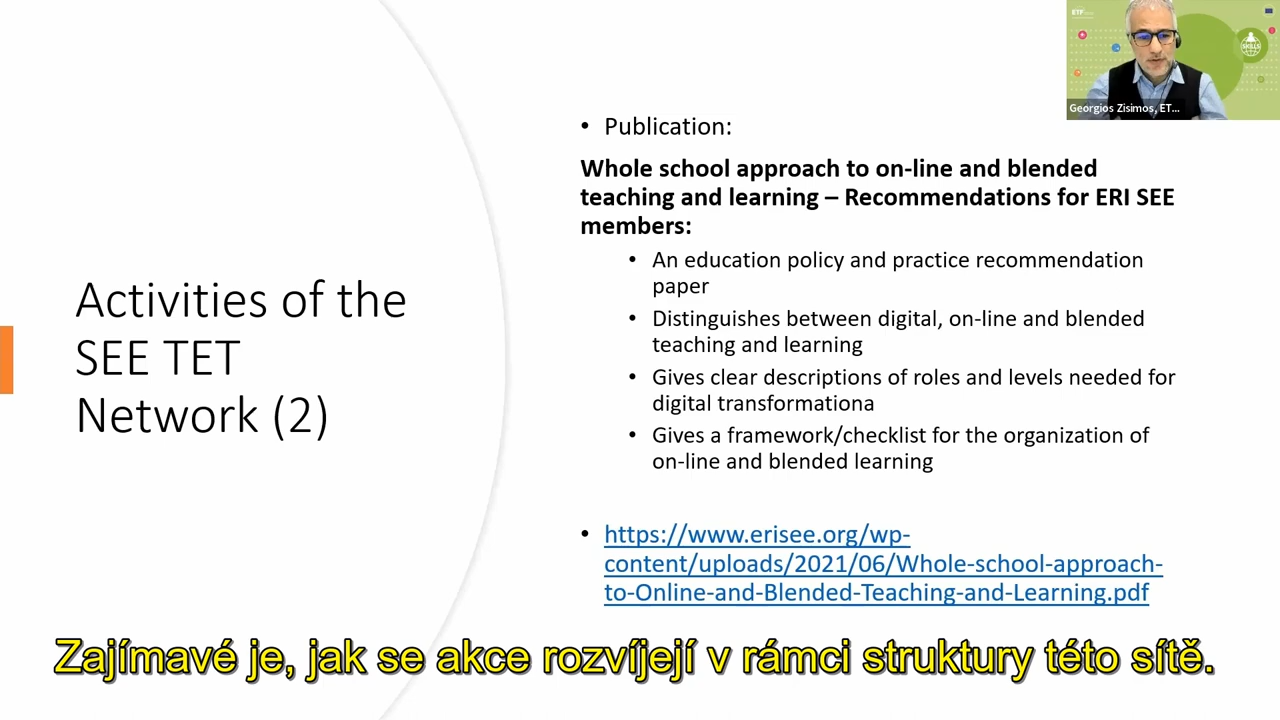 ETF
SKILLS
Georgios Zisimos, ET...
• Publication:
Whole school approach to on-line and blended
teaching and learning – Recommendations for ERI SEE
members:
• An education policy and practice recommendation
paper
• Distinguishes between digital, on-line and blended
teaching and learning
• Gives clear descriptions of roles and levels needed for
digital transformationa
• Gives a framework/checklist for the organization of
on-line and blended learning
• https://www.erisee.org/wp-
content/uploads/2021/06/Whole-school-approach-
to-Online-and-Blended-Teaching-and-Learning.pdf
Activities of the
SEE TET
Network (2)
Zajímavé je, jak se akce rozvíjejí v rámci struktury této sítě.